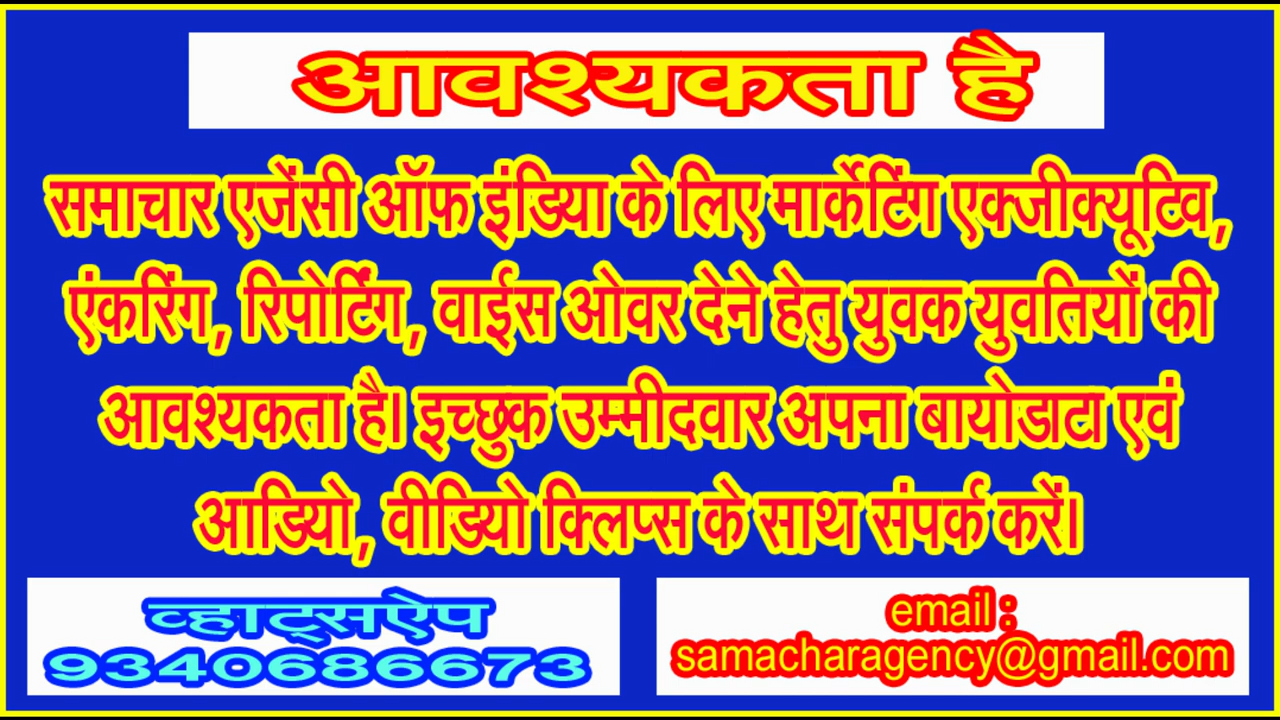 आवश्यकता है
समाचार एजेंसी ऑफ इंडिया के लिए मार्केटिंग एक्जीक्यूटिव,
एंकरिंग, रिपोर्टिंग, वाईस ओवर देने हेतु युवक युवतियों की
आवश्यकता है। इच्छुक उम्मीदवार अपना बायोडाटा एवं
आडियो, वीडियो क्लिप्स के साथ संपर्क करें।
व्हाट्सऐप
9340686673
email :
samacharagency@gmail.com